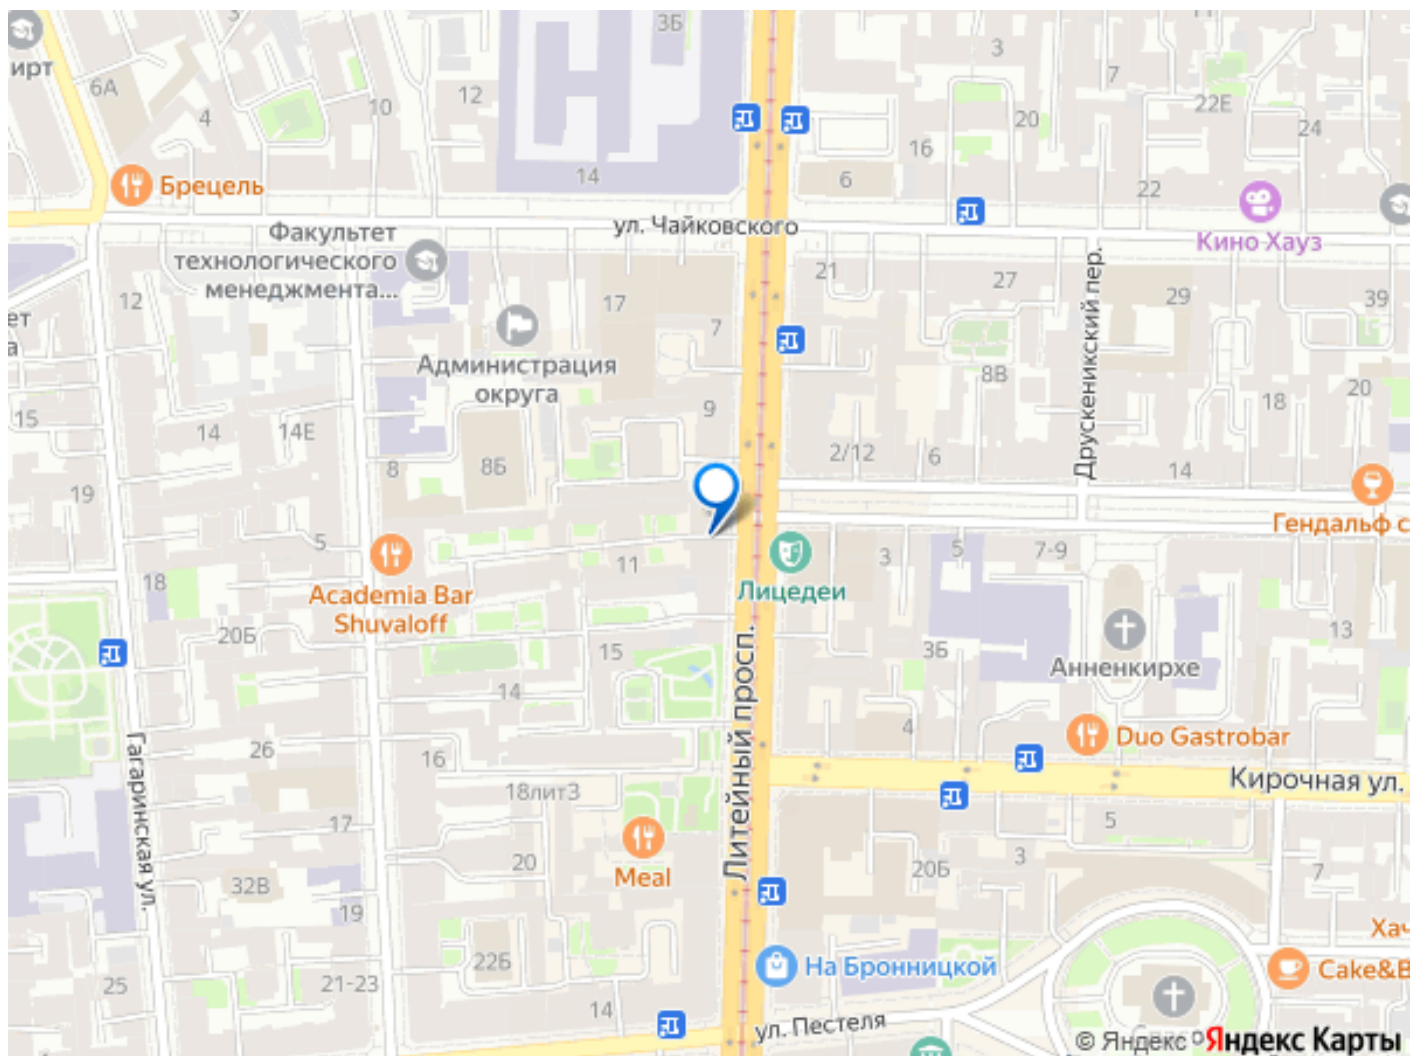 3
3Б
11
ирт
6А
4
10
12
3
7
22Е
24
20
16
14
6
22
Брецель
ул. Чайковского
Кино Хауз
Факультет
технологического
менеджмента...
12
17
7
21
27
29
39
Друскеникский пер.
ет
а
Администрация
округа
9
8В
20
18
15
14
14Е
8
8Б
2/12
6
14
19
Гендальф с
5
11
3
5
7-9
Лицедеи
18
Academia Bar
Shuvaloff
20Б
15
3Б
13
Анненкирхе
14
Литейный просп.
4
16
26
Duo Gastrobar
Кирочная ул.
Гагаринская ул.
18лит3
17
20
Meal
5
3
20Б
7
32В
19
Хач
22Б
На Бронницкой
Cake&B
25
21-23
14
ул. Пестеля
© Яндекс Яндекс Карты